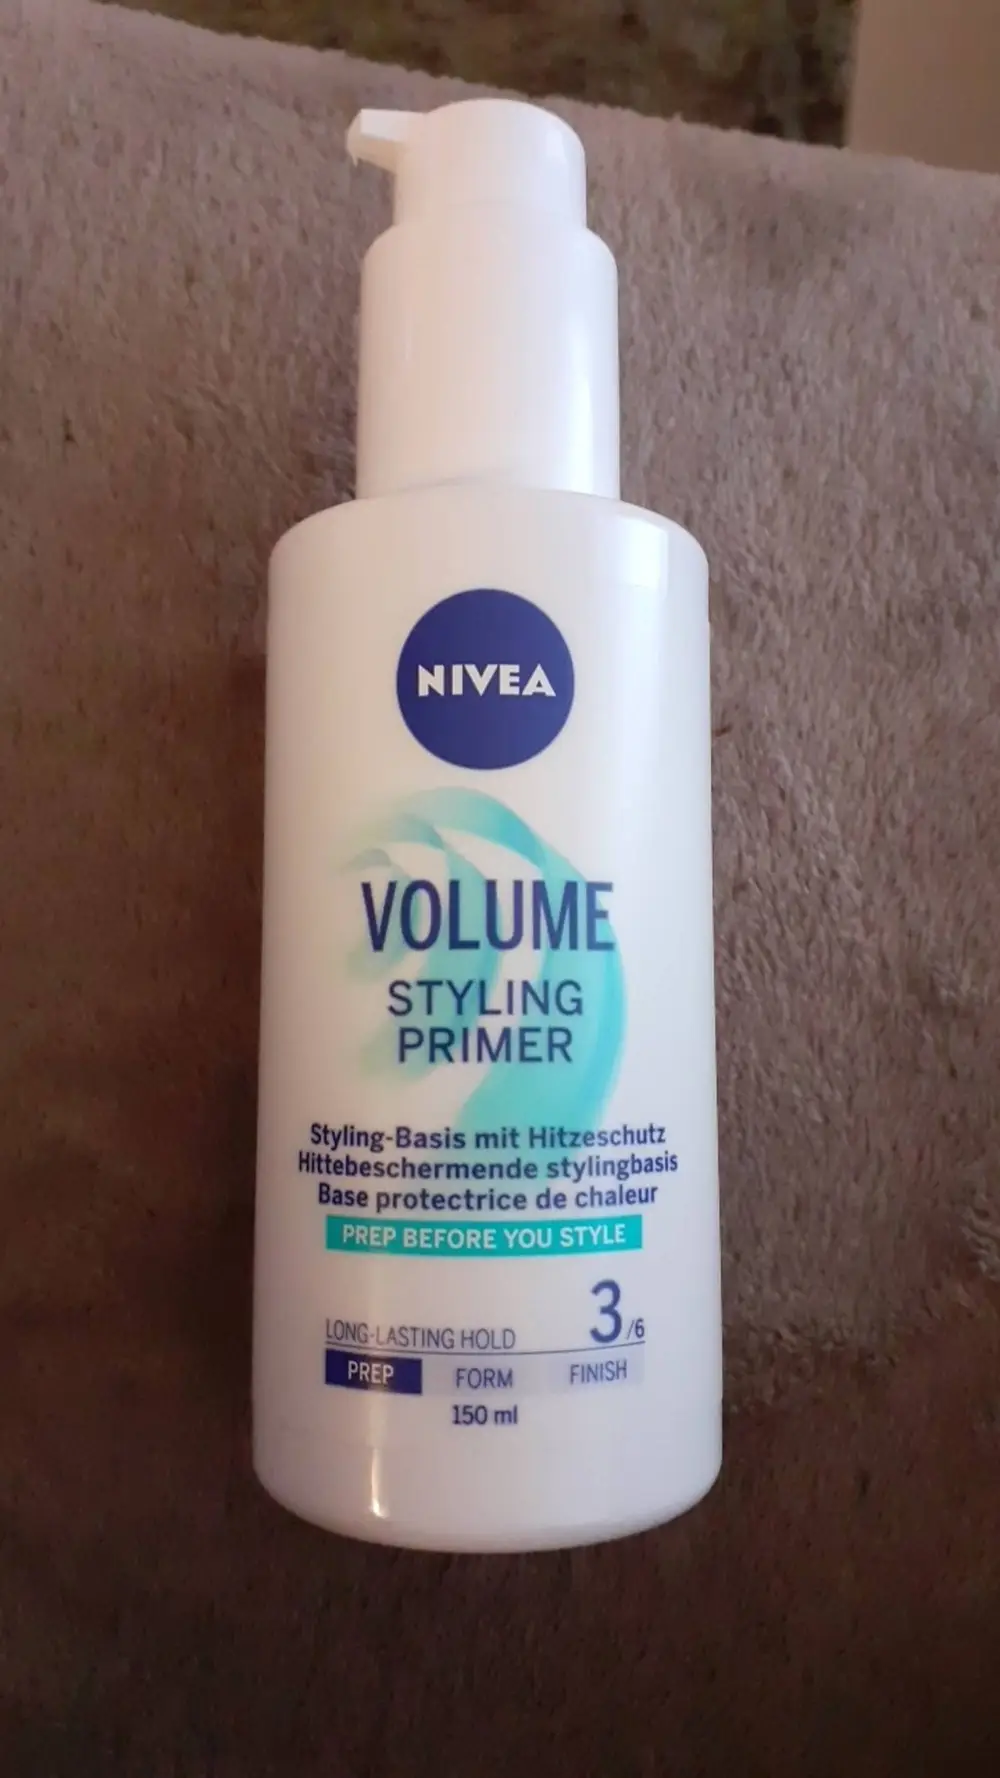 NIVEA
VOLUME
STYLING
PRIMER
Styling-Basis mit Hitzeschutz
Hittebeschermende stylingbasis
Base protectrice de chaleur
PREP BEFORE YOU STYLE
LONG-LASTING HOLD 3/6
PREP FORM FINISH
150 ml